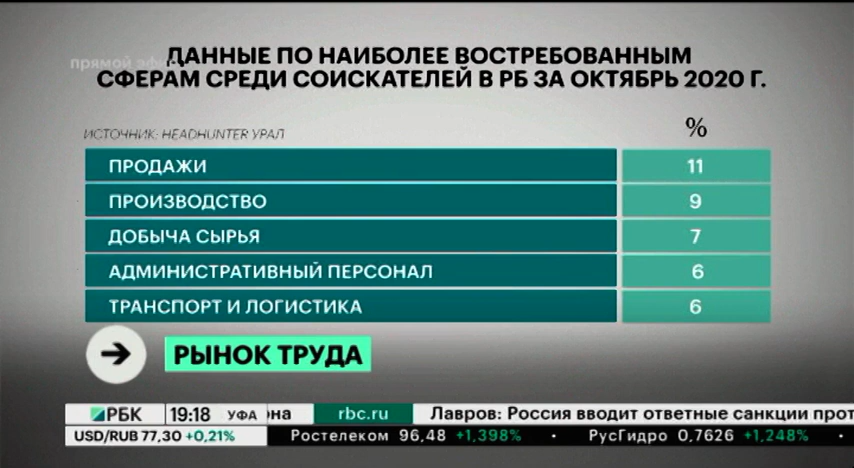 ПРЯМОЙ ЭФИР
ДАННЫЕ ПО НАИБОЛЕЕ ВОСТРЕБОВАННЫМ
СФЕРАМ СРЕДИ СОИСКАТЕЛЕЙ В РБ ЗА ОКТЯБРЬ 2020 Г.
ИСТОЧНИК: HEADHUNTER УРАЛ %
ПРОДАЖИ 11
ПРОИЗВОДСТВО 9
ДОБЫЧА СЫРЬЯ 7
АДМИНИСТРАТИВНЫЙ ПЕРСОНАЛ 6
ТРАНСПОРТ И ЛОГИСТИКА 6
РЫНОК ТРУДА
РБК 19:18 УФА на rbc.ru Лавров: Россия вводит ответные санкции прот
USD/RUB 77,30 +0,21% Ростелеком 96,48 +1,398% • РусГидро 0,7626 +1,248% •